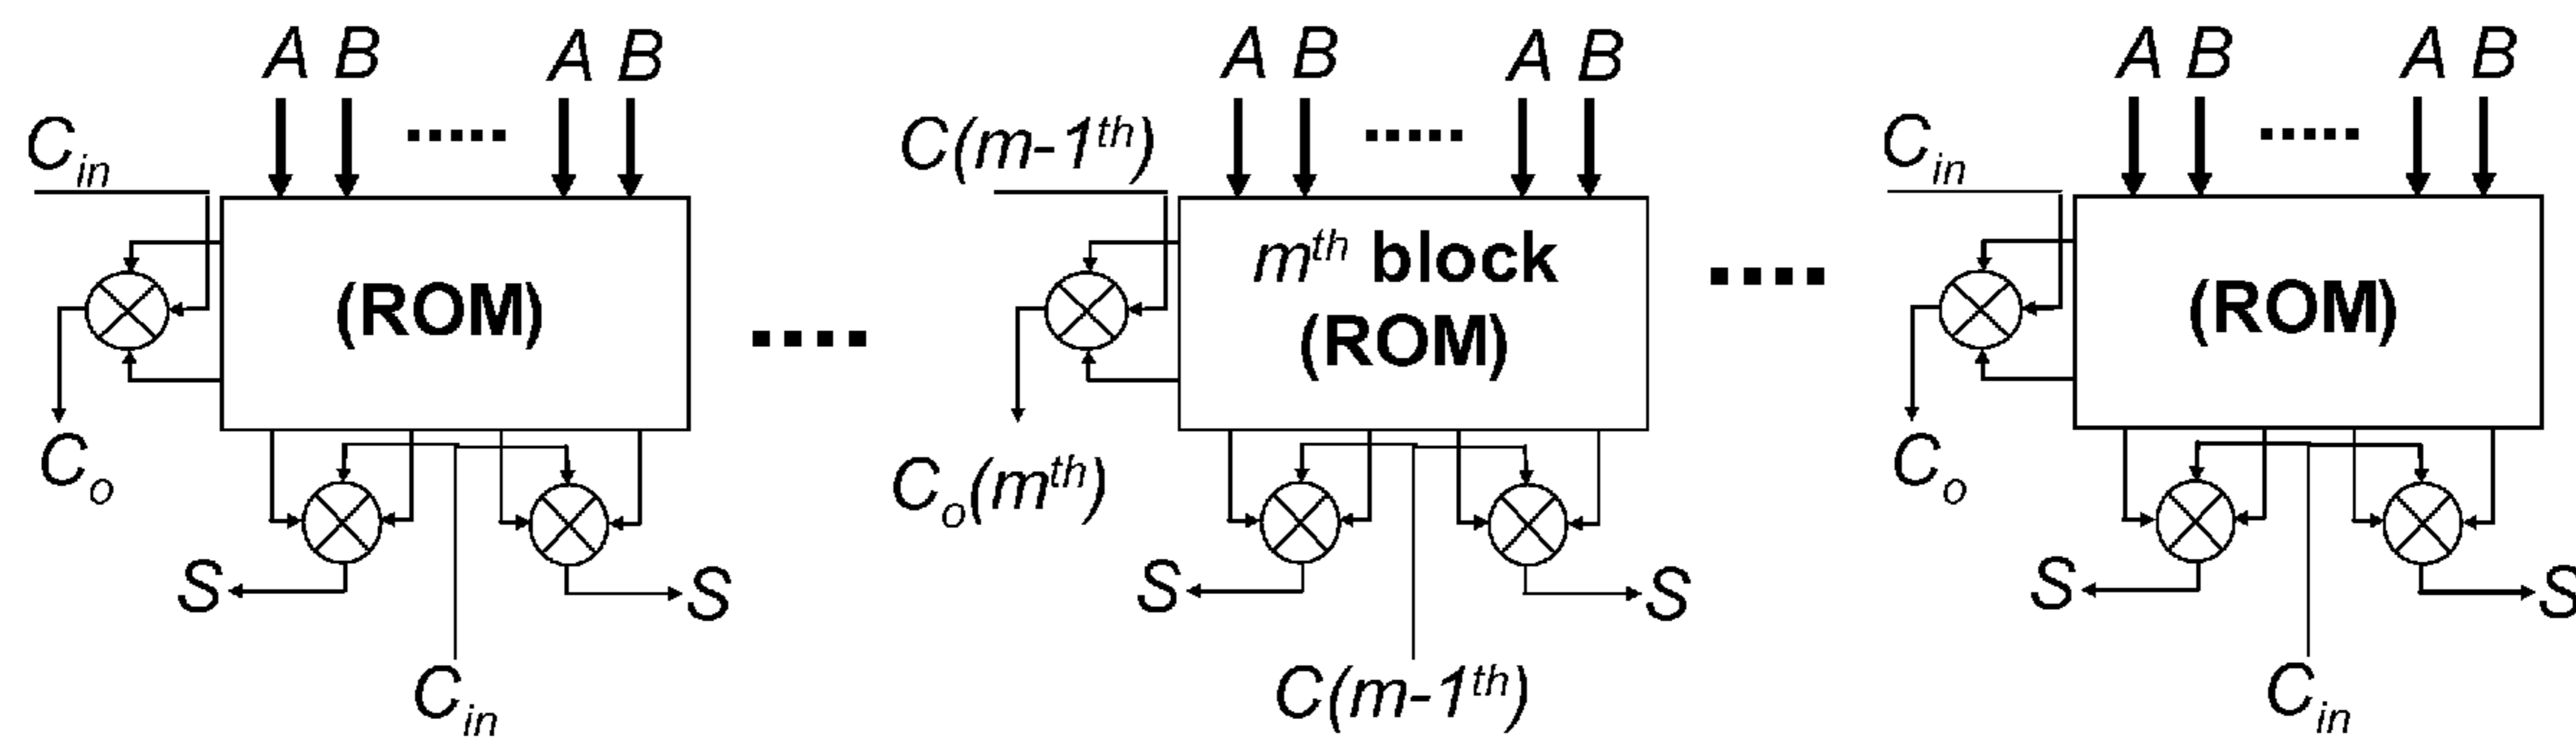 A B ..... A B
A B ..... A B
A B ..... A B
C_in
C(m-1^th)
C_in
(ROM)
m^th block
(ROM)
(ROM)
....
....
C_o
C_o(m^th)
C_o
S S
S S
S S
C_in
C(m-1^th)
C_in